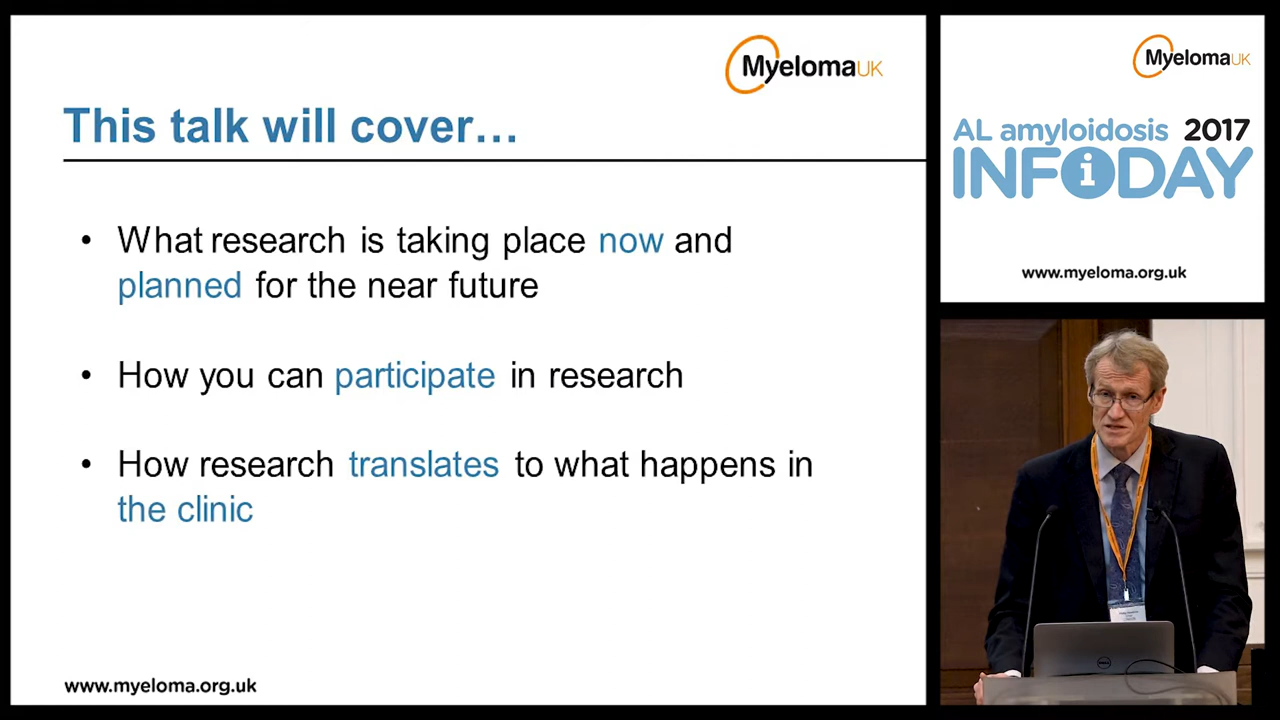 MyelomaUK
This talk will cover…
• What research is taking place now and
planned for the near future
• How you can participate in research
• How research translates to what happens in
the clinic
www.myeloma.org.uk
MyelomaUK
AL amyloidosis 2017
INFiDAY
www.myeloma.org.uk
DELL